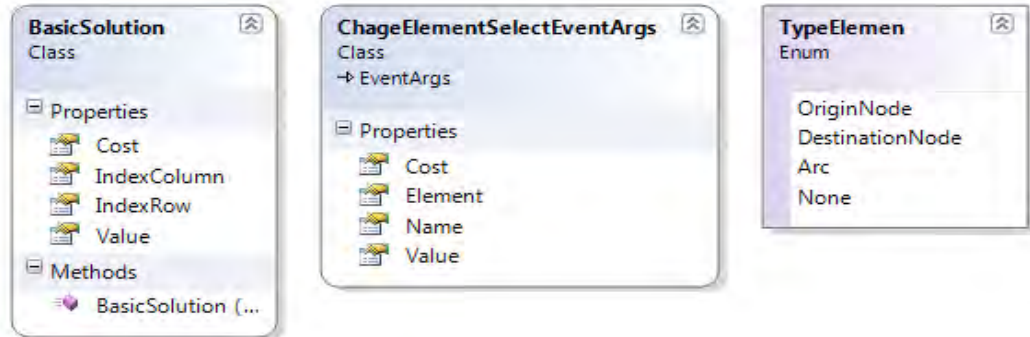 BasicSolution
Class
Properties
Cost
IndexColumn
IndexRow
Value
Methods
BasicSolution (...
ChageElementSelectEventArgs
Class
EventArgs
Properties
Cost
Element
Name
Value
TypeElemen
Enum
OriginNode
DestinationNode
Arc
None